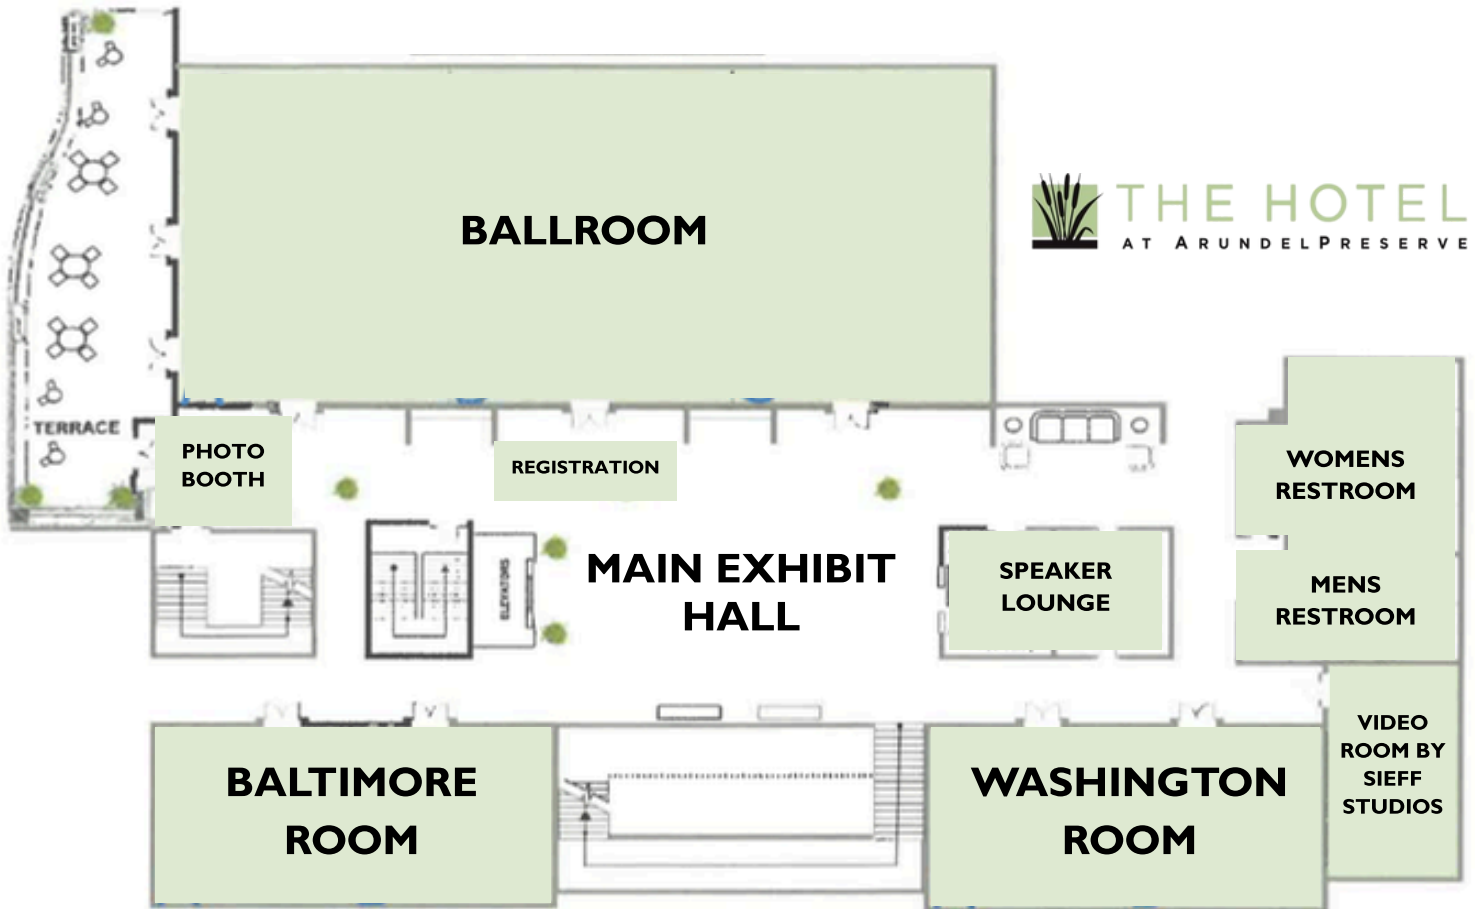 BALLROOM
THE HOTEL
AT ARUNDELPRESERVE
TERRACE
PHOTO
BOOTH
REGISTRATION
WOMENS
RESTROOM
ELEVATORS
MAIN EXHIBIT
HALL
SPEAKER
LOUNGE
MENS
RESTROOM
BALTIMORE
ROOM
WASHINGTON
ROOM
VIDEO
ROOM BY
SIEFF
STUDIOS